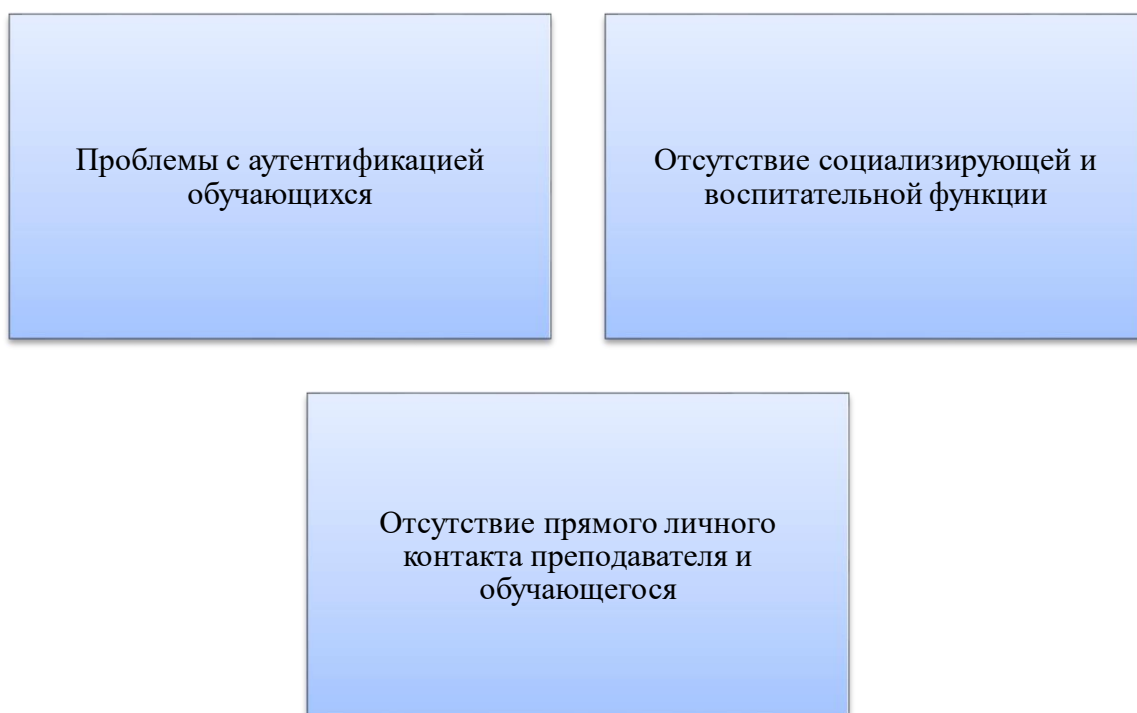 Проблемы с аутентификацией
обучающихся
Отсутствие социализирующей и
воспитательной функции
Отсутствие прямого личного
контакта преподавателя и
обучающегося